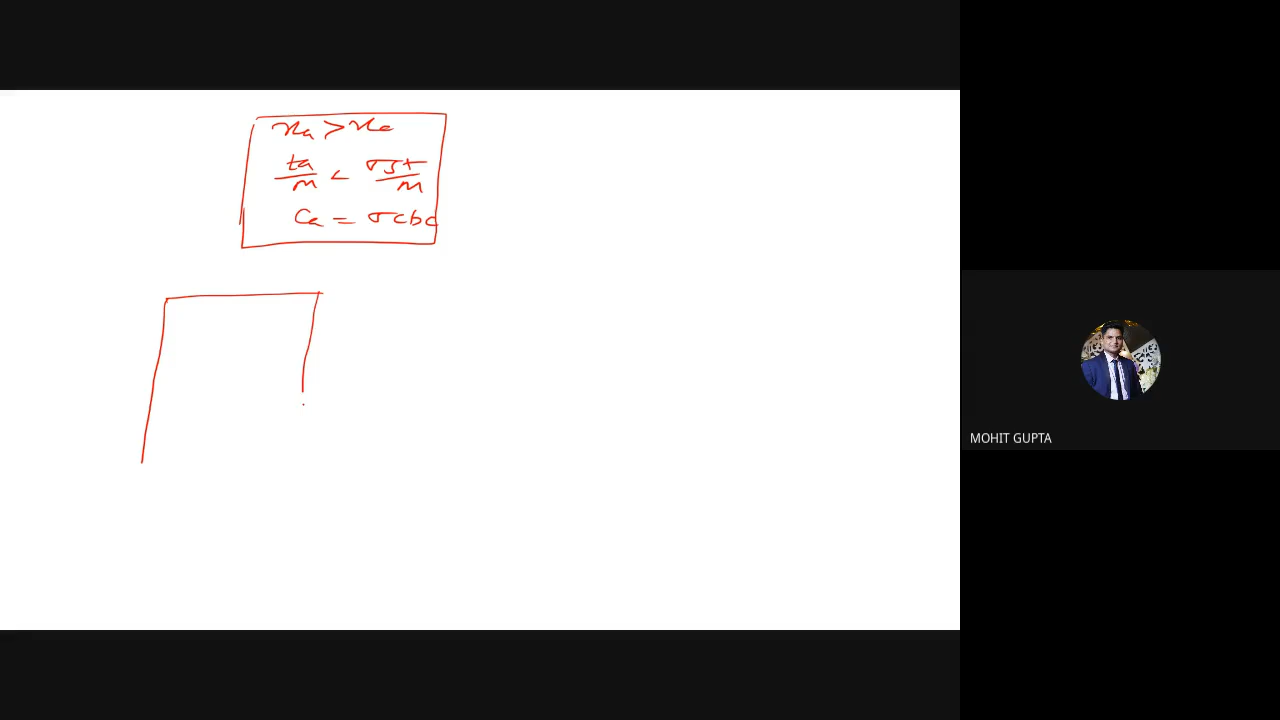 xa > xc
ta/m < σst/m
Ca = σcbc
MOHIT GUPTA